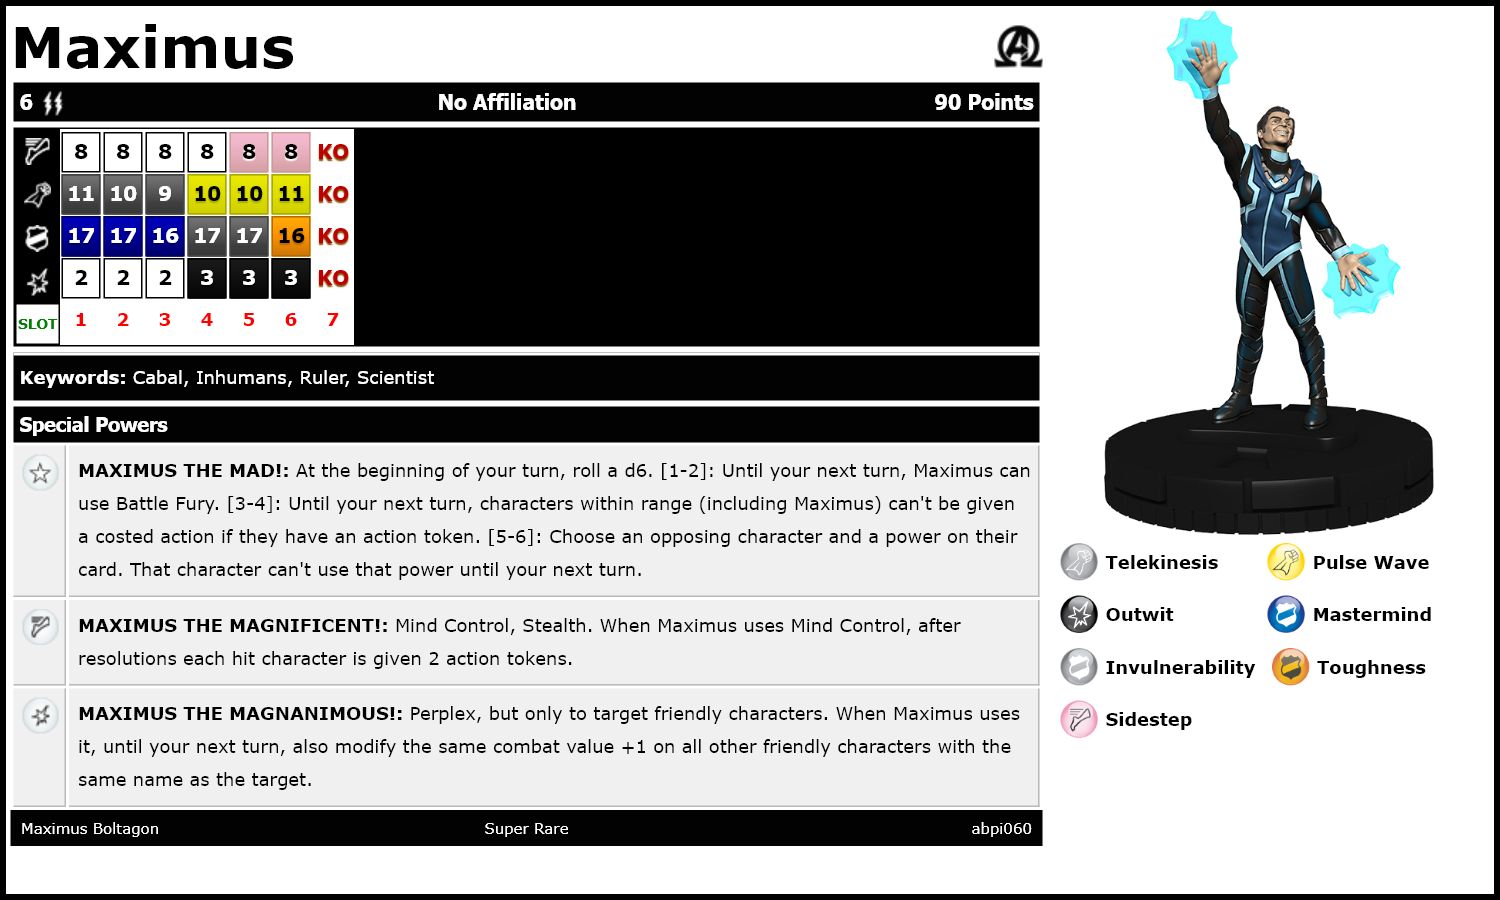 Maximus
6 No Affiliation 90 Points
8 8 8 8 8 8 KO
11 10 9 10 10 11 KO
17 17 16 17 17 16 KO
2 2 2 3 3 3 KO
SLOT 1 2 3 4 5 6 7
Keywords: Cabal, Inhumans, Ruler, Scientist
Special Powers
MAXIMUS THE MAD!: At the beginning of your turn, roll a d6. [1-2]: Until your next turn, Maximus can
use Battle Fury. [3-4]: Until your next turn, characters within range (including Maximus) can't be given
a costed action if they have an action token. [5-6]: Choose an opposing character and a power on their
card. That character can't use that power until your next turn.
MAXIMUS THE MAGNIFICENT!: Mind Control, Stealth. When Maximus uses Mind Control, after
resolutions each hit character is given 2 action tokens.
MAXIMUS THE MAGNANIMOUS!: Perplex, but only to target friendly characters. When Maximus uses
it, until your next turn, also modify the same combat value +1 on all other friendly characters with the
same name as the target.
Maximus Boltagon Super Rare abpi060
Telekinesis Pulse Wave
Outwit Mastermind
Invulnerability Toughness
Sidestep